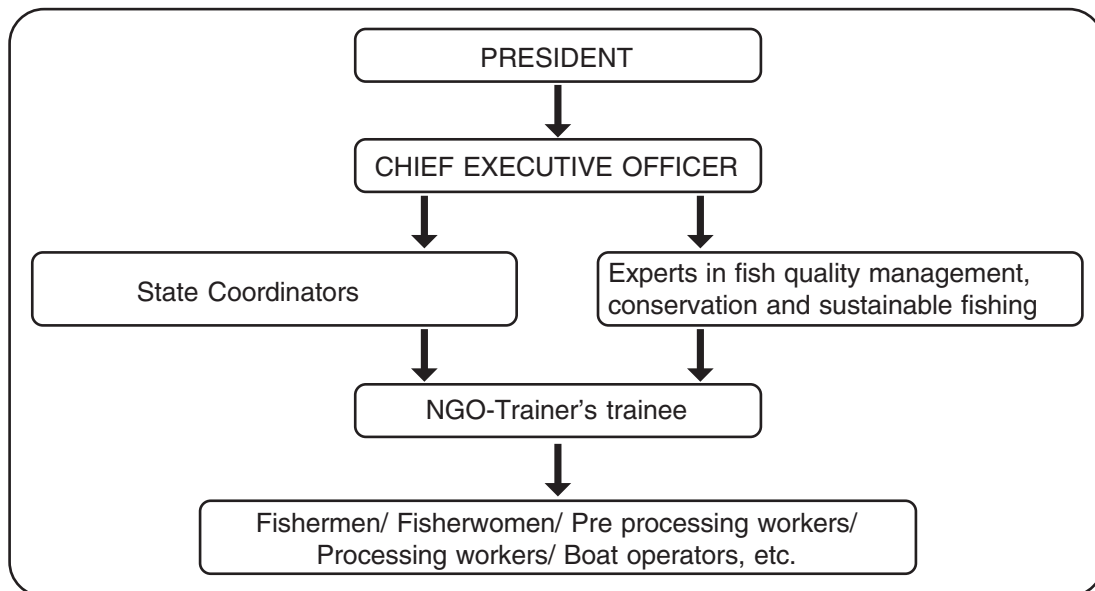 PRESIDENT
CHIEF EXECUTIVE OFFICER
State Coordinators
Experts in fish quality management,
conservation and sustainable fishing
NGO-Trainer's trainee
Fishermen/ Fisherwomen/ Pre processing workers/
Processing workers/ Boat operators, etc.